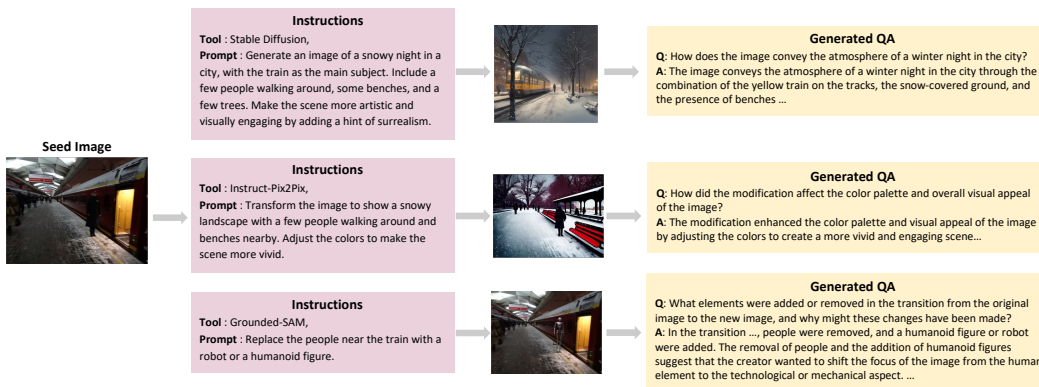 Instructions
Tool : Stable Diffusion,
Prompt : Generate an image of a snowy night in a
city, with the train as the main subject. Include a
few people walking around, some benches, and a
few trees. Make the scene more artistic and
visually engaging by adding a hint of surrealism.
Generated QA
Q: How does the image convey the atmosphere of a winter night in the city?
A: The image conveys the atmosphere of a winter night in the city through the
combination of the yellow train on the tracks, the snow-covered ground, and
the presence of benches ...
Seed Image
Instructions
Tool : Instruct-Pix2Pix,
Prompt : Transform the image to show a snowy
landscape with a few people walking around and
benches nearby. Adjust the colors to make the
scene more vivid.
Generated QA
Q: How did the modification affect the color palette and overall visual appeal
of the image?
A: The modification enhanced the color palette and visual appeal of the image
by adjusting the colors to create a more vivid and engaging scene...
Instructions
Tool : Grounded-SAM,
Prompt : Replace the people near the train with a
robot or a humanoid figure.
Generated QA
Q: What elements were added or removed in the transition from the original
image to the new image, and why might these changes have been made?
A: In the transition ..., people were removed, and a humanoid figure or robot
were added. The removal of people and the addition of humanoid figures
suggest that the creator wanted to shift the focus of the image from the human
element to the technological or mechanical aspect. ...